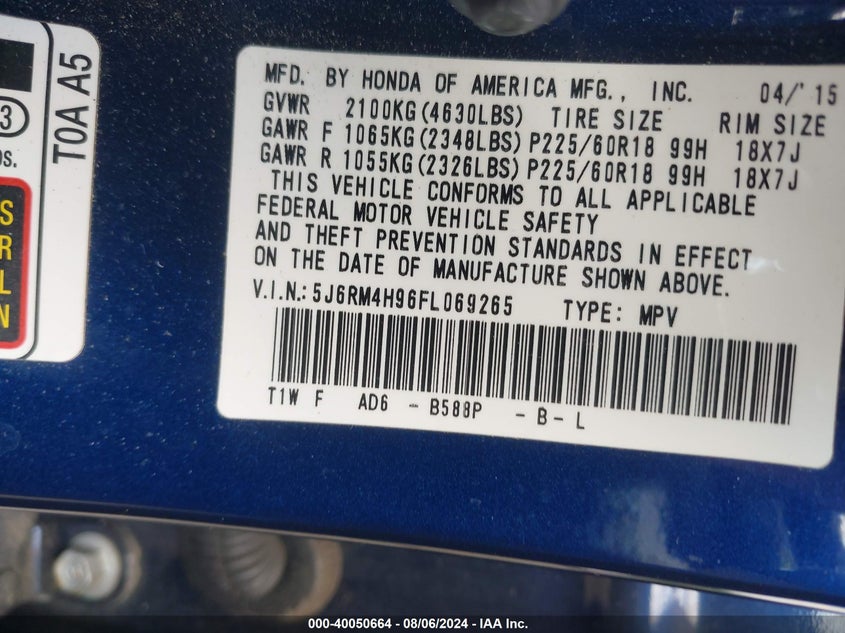 MFD. BY HONDA OF AMERICA MFG., INC. 04/'15
GVWR 2100KG(4630LBS) TIRE SIZE RIM SIZE
GAWR F 1065KG(2348LBS) P225/60R18 99H 18X7J
GAWR R 1055KG(2326LBS) P225/60R18 99H 18X7J
THIS VEHICLE CONFORMS TO ALL APPLICABLE
FEDERAL MOTOR VEHICLE SAFETY
AND THEFT PREVENTION STANDARDS IN EFFECT
ON THE DATE OF MANUFACTURE SHOWN ABOVE.
V.I.N.: 5J6RM4H96FL069265 TYPE: MPV
T1W F AD6 - B588P - B - L
T0A A5
3
os.
S
R
L
N
000-40050664 - 08/06/2024 - IAA Inc.